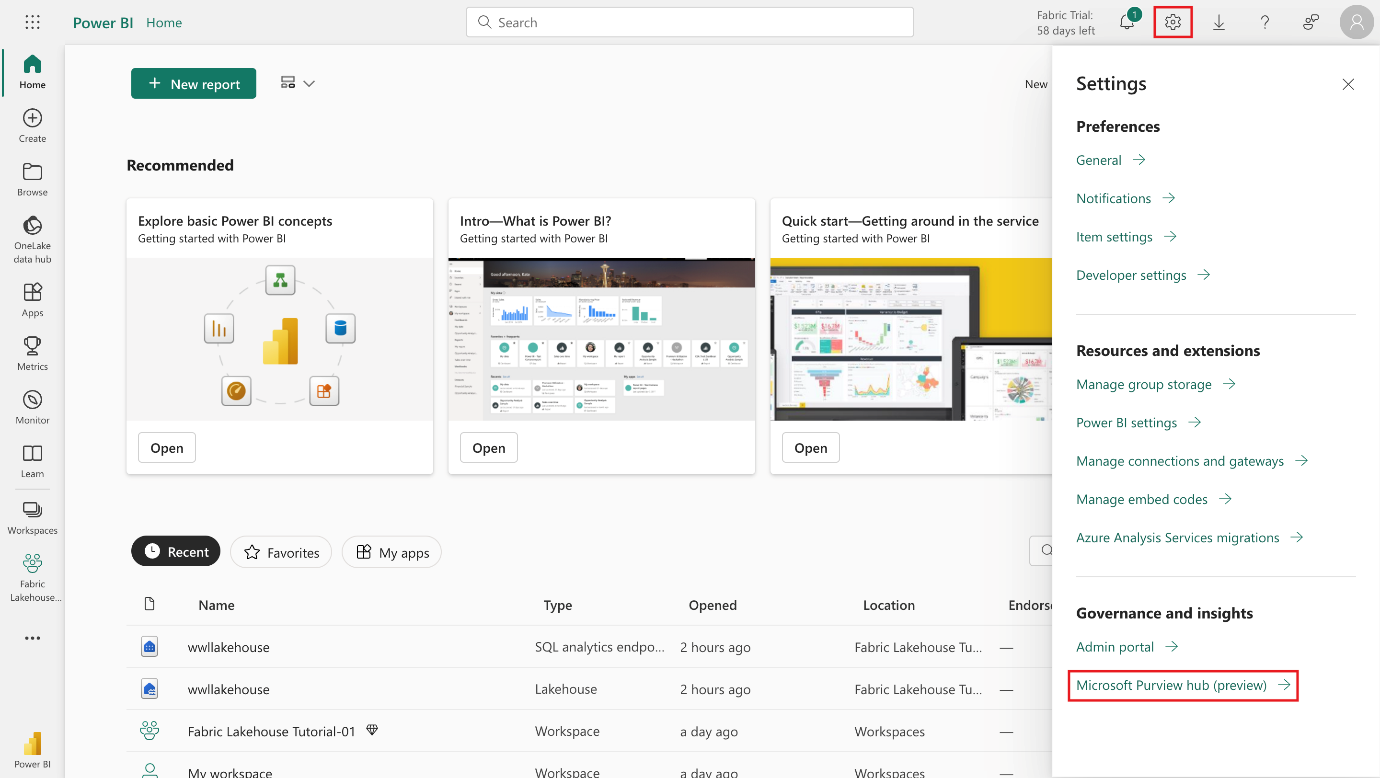 Power BI Home
Search
Fabric Trial:
58 days left
1
Home
Create
Browse
OneLake
data hub
Apps
Metrics
Monitor
Learn
Workspaces
Fabric
Lakehouse...
Power BI
New report
New
Recommended
Explore basic Power BI concepts
Getting started with Power BI
Open
Intro—What is Power BI?
Getting started with Power BI
Open
Quick start—Getting around in the service
Getting started with Power BI
Open
Recent Favorites My apps
Name Type Opened Location Endorse
wwllakehouse SQL analytics endpo... 2 hours ago Fabric Lakehouse Tu... —
wwllakehouse Lakehouse 2 hours ago Fabric Lakehouse Tu... —
Fabric Lakehouse Tutorial-01 Workspace a day ago Workspaces —
My workspace Workspace a day ago Workspaces —
Settings
Preferences
General
Notifications
Item settings
Developer settings
Resources and extensions
Manage group storage
Power BI settings
Manage connections and gateways
Manage embed codes
Azure Analysis Services migrations
Governance and insights
Admin portal
Microsoft Purview hub (preview)